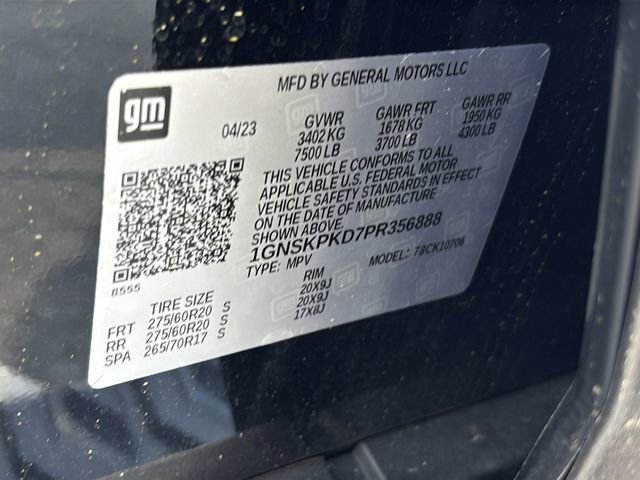 MFD BY GENERAL MOTORS LLC
gm
04/23
GVWR GAWR FRT GAWR RR
3402 KG 1678 KG 1950 KG
7500 LB 3700 LB 4300 LB
THIS VEHICLE CONFORMS TO ALL
APPLICABLE U.S. FEDERAL MOTOR
VEHICLE SAFETY STANDARDS IN EFFECT
ON THE DATE OF MANUFACTURE
SHOWN ABOVE.
1GNSKPKD7PR356888
TYPE: MPV MODEL: 78CK10706
8555
TIRE SIZE RIM
FRT 275/60R20 S 20X9J
RR 275/60R20 S 20X9J
SPA 265/70R17 S 17X8J